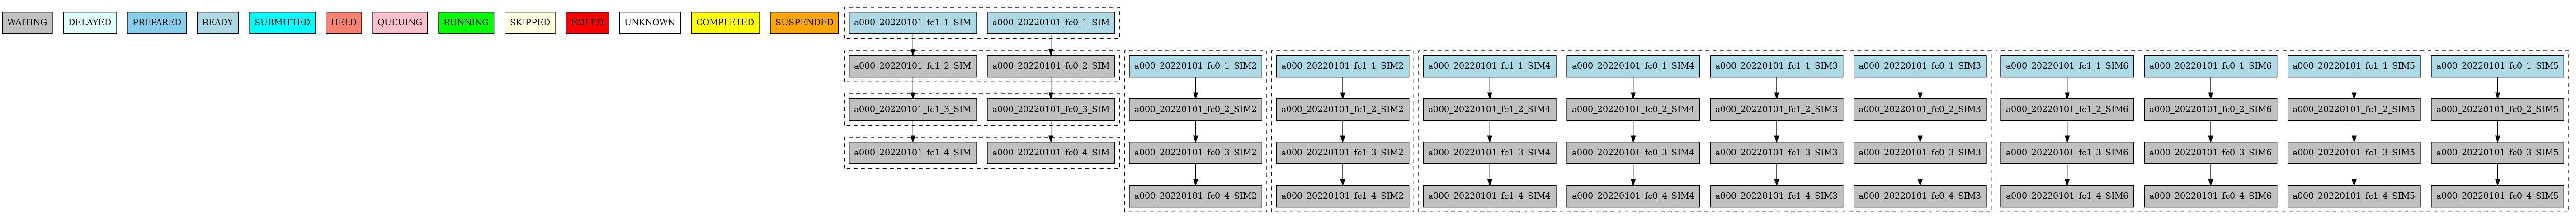 WAITING DELAYED PREPARED READY SUBMITTED HELD QUEUING RUNNING SKIPPED FAILED UNKNOWN COMPLETED SUSPENDED a000_20220101_fc1_1_SIM a000_20220101_fc0_1_SIM
a000_20220101_fc1_2_SIM a000_20220101_fc0_2_SIM a000_20220101_fc0_1_SIM2 a000_20220101_fc1_1_SIM2 a000_20220101_fc1_1_SIM4 a000_20220101_fc0_1_SIM4 a000_20220101_fc1_1_SIM3 a000_20220101_fc0_1_SIM3 a000_20220101_fc1_1_SIM6 a000_20220101_fc0_1_SIM6 a000_20220101_fc1_1_SIM5 a000_20220101_fc0_1_SIM5
a000_20220101_fc1_3_SIM a000_20220101_fc0_3_SIM a000_20220101_fc0_2_SIM2 a000_20220101_fc1_2_SIM2 a000_20220101_fc1_2_SIM4 a000_20220101_fc0_2_SIM4 a000_20220101_fc1_2_SIM3 a000_20220101_fc0_2_SIM3 a000_20220101_fc1_2_SIM6 a000_20220101_fc0_2_SIM6 a000_20220101_fc1_2_SIM5 a000_20220101_fc0_2_SIM5
a000_20220101_fc1_4_SIM a000_20220101_fc0_4_SIM a000_20220101_fc0_3_SIM2 a000_20220101_fc1_3_SIM2 a000_20220101_fc1_3_SIM4 a000_20220101_fc0_3_SIM4 a000_20220101_fc1_3_SIM3 a000_20220101_fc0_3_SIM3 a000_20220101_fc1_3_SIM6 a000_20220101_fc0_3_SIM6 a000_20220101_fc1_3_SIM5 a000_20220101_fc0_3_SIM5
a000_20220101_fc0_4_SIM2 a000_20220101_fc1_4_SIM2 a000_20220101_fc1_4_SIM4 a000_20220101_fc0_4_SIM4 a000_20220101_fc1_4_SIM3 a000_20220101_fc0_4_SIM3 a000_20220101_fc1_4_SIM6 a000_20220101_fc0_4_SIM6 a000_20220101_fc1_4_SIM5 a000_20220101_fc0_4_SIM5